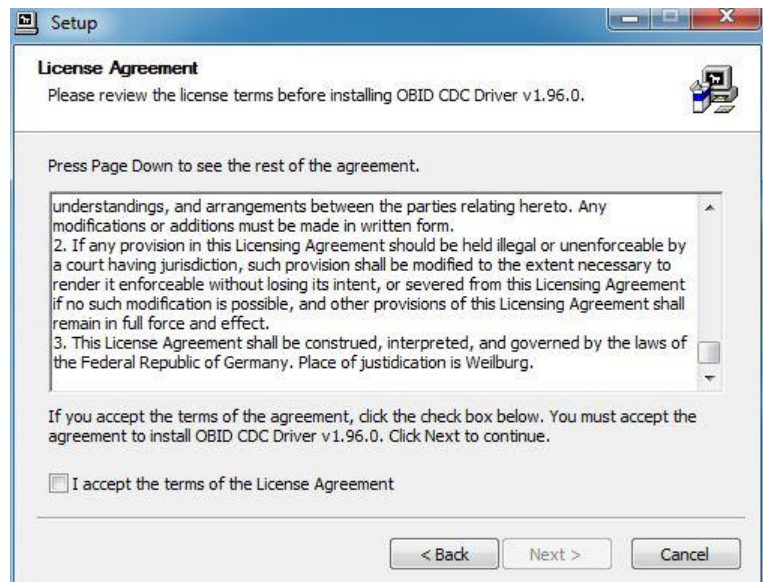 Setup
License Agreement
Please review the license terms before installing OBID CDC Driver v1.96.0.
Press Page Down to see the rest of the agreement.
understandings, and arrangements between the parties relating hereto. Any
modifications or additions must be made in written form.
2. If any provision in this Licensing Agreement should be held illegal or unenforceable by
a court having jurisdiction, such provision shall be modified to the extent necessary to
render it enforceable without losing its intent, or severed from this Licensing Agreement
if no such modification is possible, and other provisions of this Licensing Agreement shall
remain in full force and effect.
3. This License Agreement shall be construed, interpreted, and governed by the laws of
the Federal Republic of Germany. Place of justidication is Weilburg.
If you accept the terms of the agreement, click the check box below. You must accept the
agreement to install OBID CDC Driver v1.96.0. Click Next to continue.
I accept the terms of the License Agreement
< Back Next > Cancel